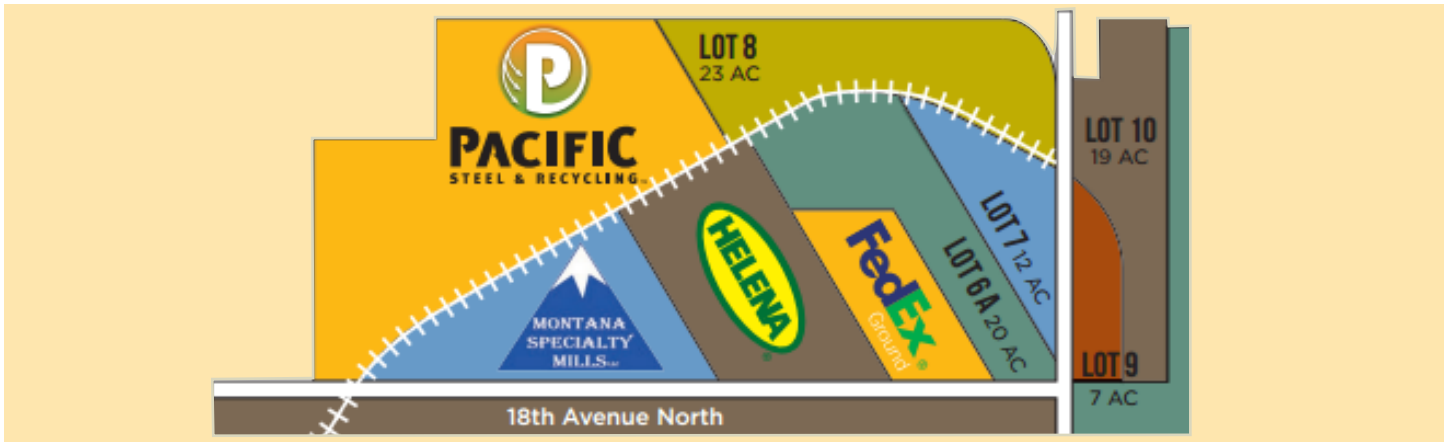 LOT 8
23 AC
PACIFIC
STEEL & RECYCLING
LOT 10
19 AC
LOT 7 12 AC
HELENA
FedEx
Ground
LOT 6A 20 AC
MONTANA
SPECIALTY
MILLS LLC
LOT 9
7 AC
18th Avenue North